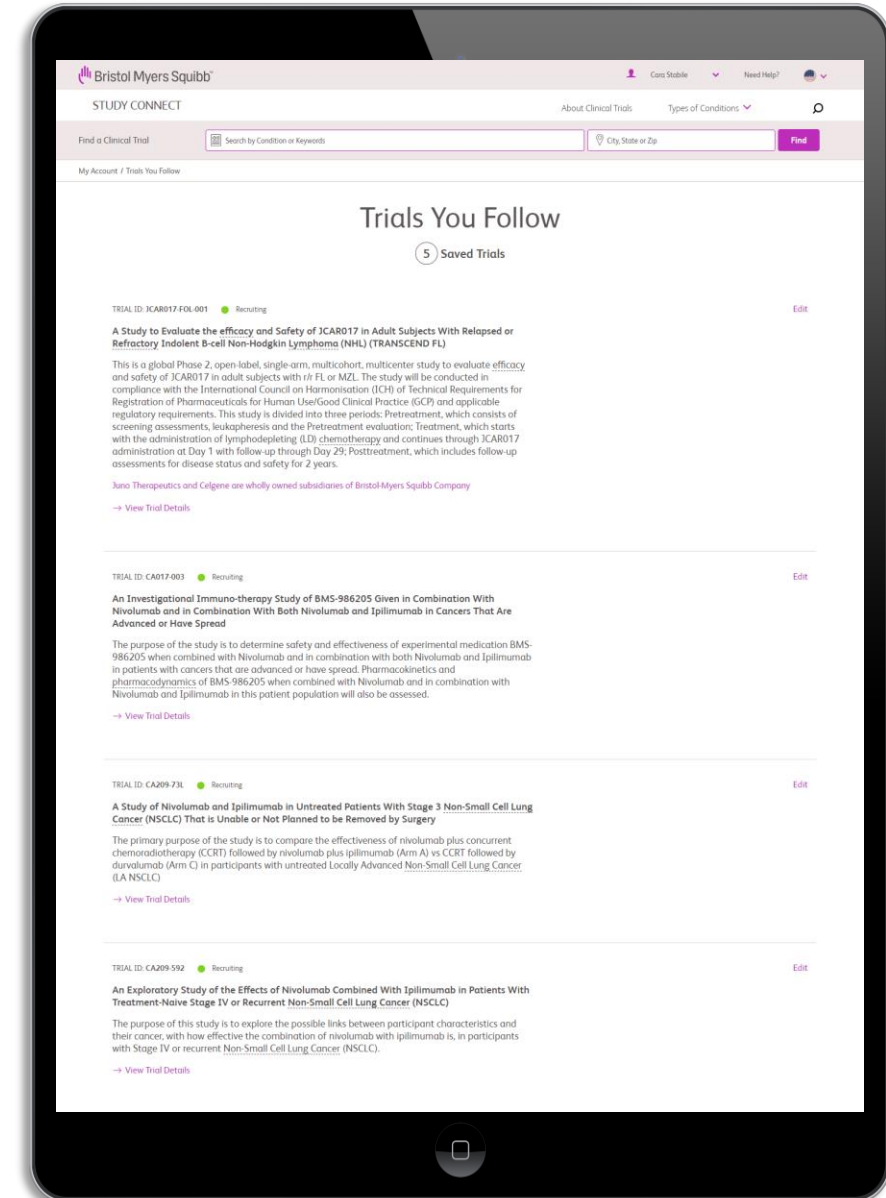 Bristol Myers Squibb
Cora Stabile
Need Help?
STUDY CONNECT
About Clinical Trials
Types of Conditions
Find a Clinical Trial
Search by Condition or Keywords
City, State or Zip
Find
My Account / Trials You Follow
Trials You Follow
5 Saved Trials
TRIAL ID: JCAR017-FOL-001 Recruiting
Edit
A Study to Evaluate the efficacy and Safety of JCAR017 in Adult Subjects With Relapsed or
Refractory Indolent B-cell Non-Hodgkin Lymphoma (NHL) (TRANSCEND FL)
This is a global Phase 2, open-label, single-arm, multicohort, multicenter study to evaluate efficacy
and safety of JCAR017 in adult subjects with r/r FL or MZL. The study will be conducted in
compliance with the International Council on Harmonisation (ICH) of Technical Requirements for
Registration of Pharmaceuticals for Human Use/Good Clinical Practice (GCP) and applicable
regulatory requirements. This study is divided into three periods: Pretreatment, which consists of
screening assessments, leukapheresis and the Pretreatment evaluation; Treatment, which starts
with the administration of lymphodepleting (LD) chemotherapy and continues through JCAR017
administration at Day 1 with follow-up through Day 29; Posttreatment, which includes follow-up
assessments for disease status and safety for 2 years.
Juno Therapeutics and Celgene are wholly owned subsidiaries of Bristol-Myers Squibb Company
→ View Trial Details
TRIAL ID: CA017-003 Recruiting
Edit
An Investigational Immuno-therapy Study of BMS-986205 Given in Combination With
Nivolumab and in Combination With Both Nivolumab and Ipilimumab in Cancers That Are
Advanced or Have Spread
The purpose of the study is to determine safety and effectiveness of experimental medication BMS-
986205 when combined with Nivolumab and in combination with both Nivolumab and Ipilimumab
in patients with cancers that are advanced or have spread. Pharmacokinetics and
pharmacodynamics of BMS-986205 when combined with Nivolumab and in combination with
Nivolumab and Ipilimumab in this patient population will also be assessed.
→ View Trial Details
TRIAL ID: CA209-73L Recruiting
Edit
A Study of Nivolumab and Ipilimumab in Untreated Patients With Stage 3 Non-Small Cell Lung
Cancer (NSCLC) That is Unable or Not Planned to be Removed by Surgery
The primary purpose of the study is to compare the effectiveness of nivolumab plus concurrent
chemoradiotherapy (CCRT) followed by nivolumab plus ipilimumab (Arm A) vs CCRT followed by
durvalumab (Arm C) in participants with untreated Locally Advanced Non-Small Cell Lung Cancer
(LA NSCLC)
→ View Trial Details
TRIAL ID: CA209-592 Recruiting
Edit
An Exploratory Study of the Effects of Nivolumab Combined With Ipilimumab in Patients With
Treatment-Naive Stage IV or Recurrent Non-Small Cell Lung Cancer (NSCLC)
The purpose of this study is to explore the possible links between participant characteristics and
their cancer, with how effective the combination of nivolumab with ipilimumab is, in participants
with Stage IV or recurrent Non-Small Cell Lung Cancer (NSCLC).
→ View Trial Details